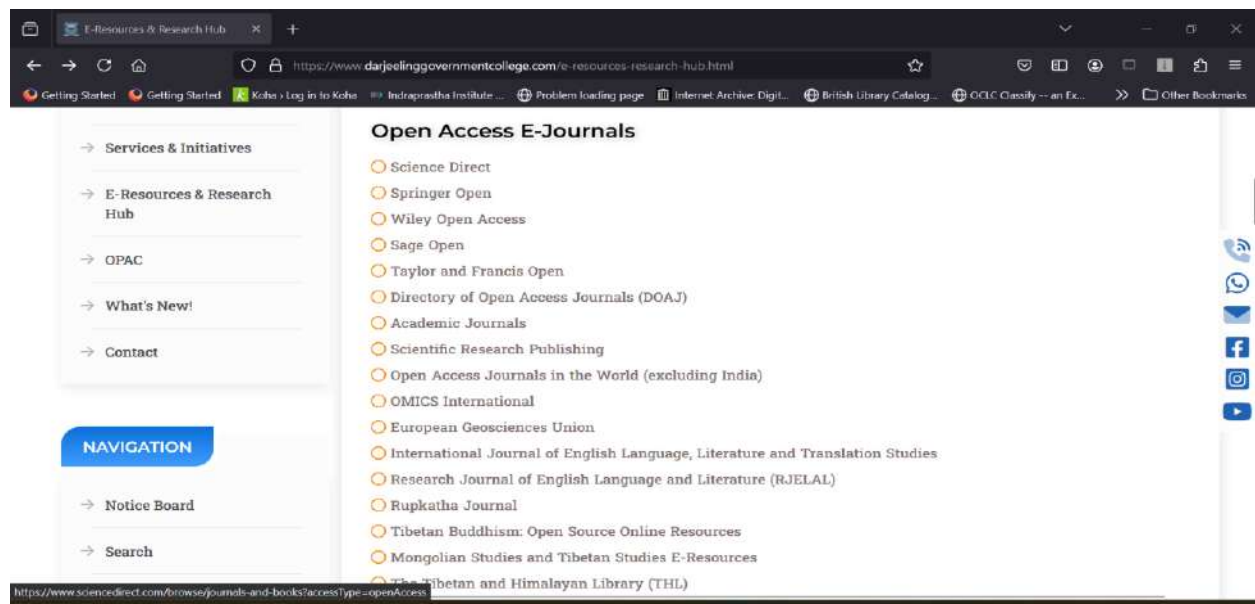 E-Resources & Research Hub
https://www.darjeelinggovernmentcollege.com/e-resources-research-hub.html
Getting Started
Getting Started
Koha › Log in to Koha
Indraprastha Institute ...
Problem loading page
Internet Archive: Digit...
British Library Catalog...
OCLC Classify -- an Ex...
Other Bookmarks
Services & Initiatives
E-Resources & Research
Hub
OPAC
What's New!
Contact
NAVIGATION
Notice Board
Search
Open Access E-Journals
Science Direct
Springer Open
Wiley Open Access
Sage Open
Taylor and Francis Open
Directory of Open Access Journals (DOAJ)
Academic Journals
Scientific Research Publishing
Open Access Journals in the World (excluding India)
OMICS International
European Geosciences Union
International Journal of English Language, Literature and Translation Studies
Research Journal of English Language and Literature (RJELAL)
Rupkatha Journal
Tibetan Buddhism: Open Source Online Resources
Mongolian Studies and Tibetan Studies E-Resources
The Tibetan and Himalayan Library (THL)
https://www.sciencedirect.com/browse/journals-and-books?accessType=openAccess